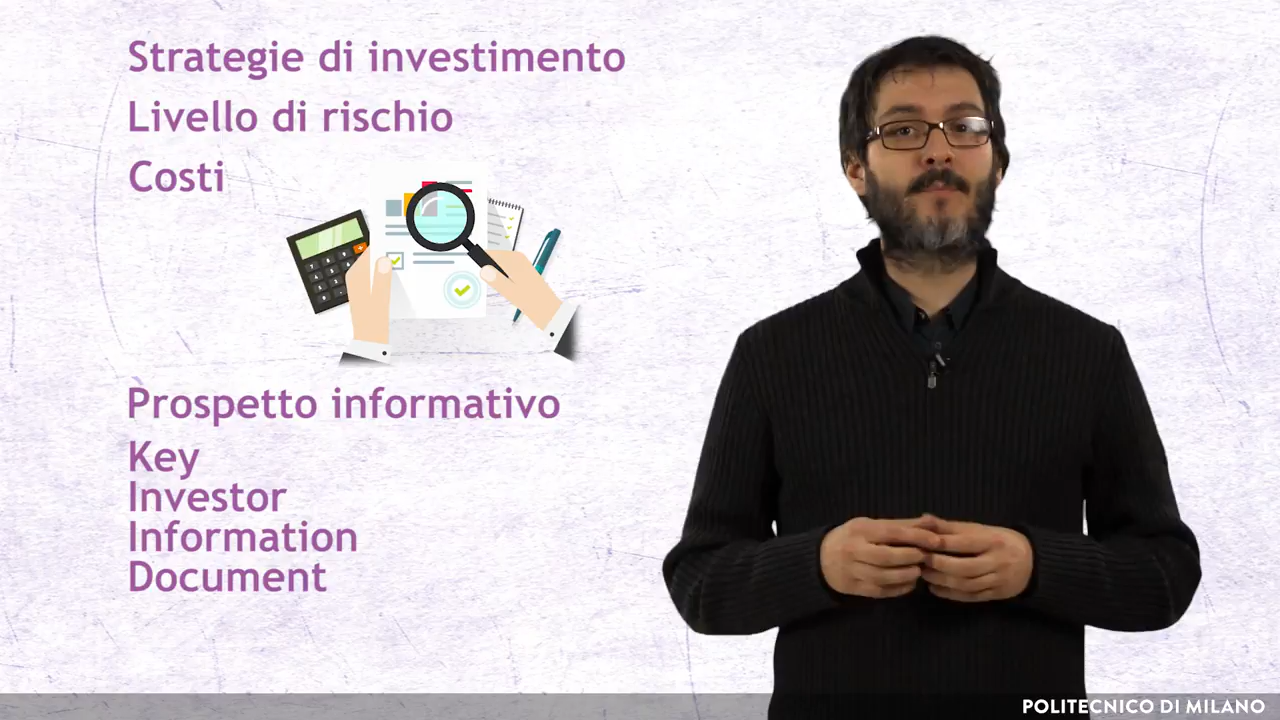 Strategie di investimento
Livello di rischio
Costi
Prospetto informativo
Key
Investor
Information
Document
POLITECNICO DI MILANO